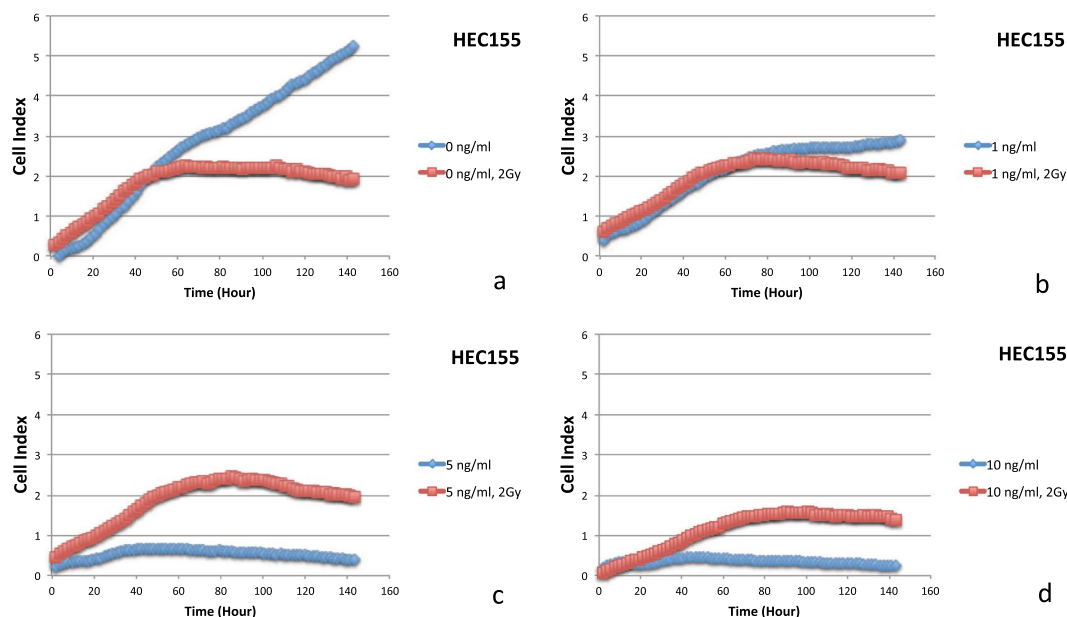 6
5
4
3
2
1
0
Cell Index
0 20 40 60 80 100 120 140 160
Time (Hour)
HEC155
0 ng/ml
0 ng/ml, 2Gy
a
6
5
4
3
2
1
0
Cell Index
0 20 40 60 80 100 120 140 160
Time (Hour)
HEC155
1 ng/ml
1 ng/ml, 2Gy
b
6
5
4
3
2
1
0
Cell Index
0 20 40 60 80 100 120 140 160
Time (Hour)
HEC155
5 ng/ml
5 ng/ml, 2Gy
c
6
5
4
3
2
1
0
Cell Index
0 20 40 60 80 100 120 140 160
Time (Hour)
HEC155
10 ng/ml
10 ng/ml, 2Gy
d